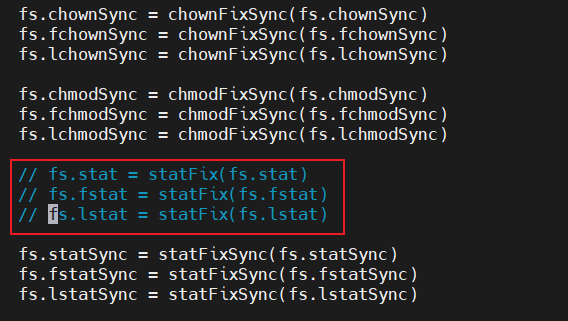 fs.chownSync = chownFixSync(fs.chownSync)
fs.fchownSync = chownFixSync(fs.fchownSync)
fs.lchownSync = chownFixSync(fs.lchownSync)
fs.chmodSync = chmodFixSync(fs.chmodSync)
fs.fchmodSync = chmodFixSync(fs.fchmodSync)
fs.lchmodSync = chmodFixSync(fs.lchmodSync)
// fs.stat = statFix(fs.stat)
// fs.fstat = statFix(fs.fstat)
// fs.lstat = statFix(fs.lstat)
fs.statSync = statFixSync(fs.statSync)
fs.fstatSync = statFixSync(fs.fstatSync)
fs.lstatSync = statFixSync(fs.lstatSync)